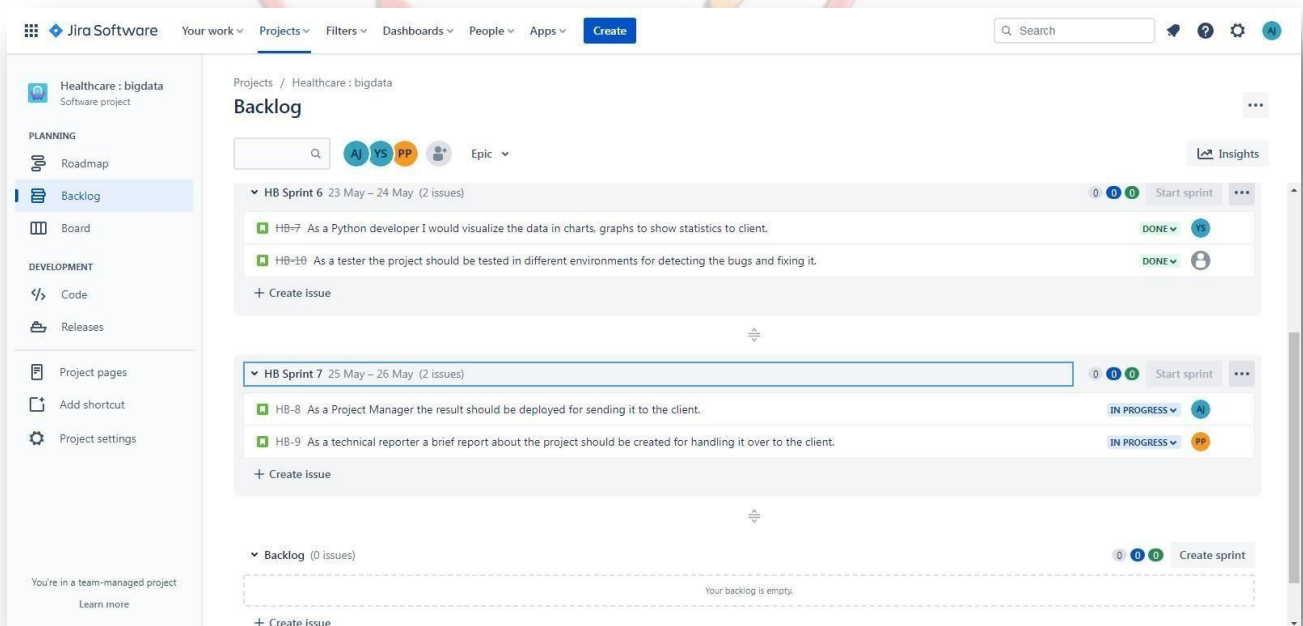 Jira Software Your work Projects Filters Dashboards People Apps Create Search AJ
Healthcare : bigdata
Software project
PLANNING
Roadmap
Backlog
Board
DEVELOPMENT
Code
Releases
Project pages
Add shortcut
Project settings
You're in a team-managed project
Learn more
Projects / Healthcare : bigdata
Backlog
AJ YS PP Epic Insights
HB Sprint 6 23 May – 24 May (2 issues) 0 0 0 Start sprint
HB-7 As a Python developer I would visualize the data in charts, graphs to show statistics to client. DONE YS
HB-10 As a tester the project should be tested in different environments for detecting the bugs and fixing it. DONE
+ Create issue
HB Sprint 7 25 May – 26 May (2 issues) 0 0 0 Start sprint
HB-8 As a Project Manager the result should be deployed for sending it to the client. IN PROGRESS AJ
HB-9 As a technical reporter a brief report about the project should be created for handling it over to the client. IN PROGRESS PP
+ Create issue
Backlog (0 issues) 0 0 0 Create sprint
Your backlog is empty.
+ Create issue